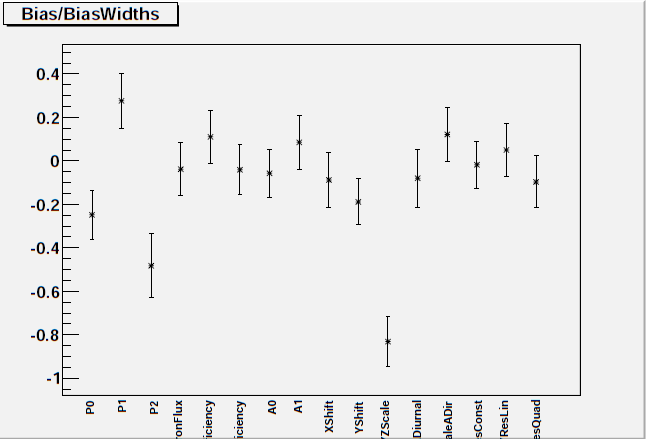 Bias/BiasWidths
0.4
0.2
0
-0.2
-0.4
-0.6
-0.8
-1
P0
P1
P2
ronFlux
iciency
iciency
A0
A1
XShift
YShift
YZScale
Diurnal
aleADir
sConst
ResLin
esQuad